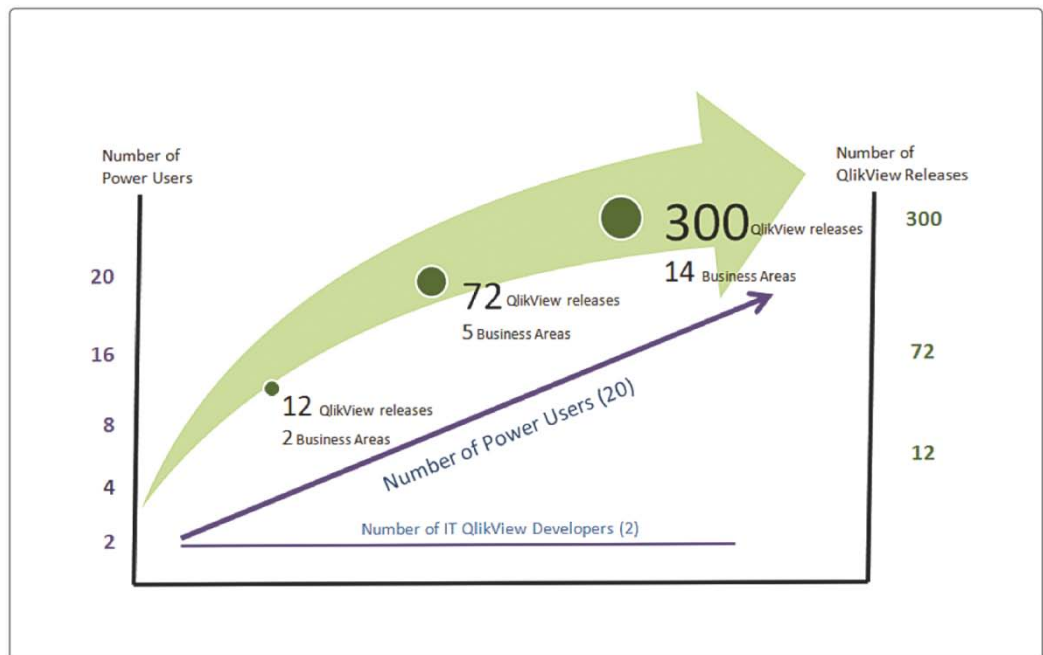 Number of
Power Users
Number of
QlikView Releases
20
16
8
4
2
300
72
12
300 QlikView releases
14 Business Areas
72 QlikView releases
5 Business Areas
12 QlikView releases
2 Business Areas
Number of Power Users (20)
Number of IT QlikView Developers (2)